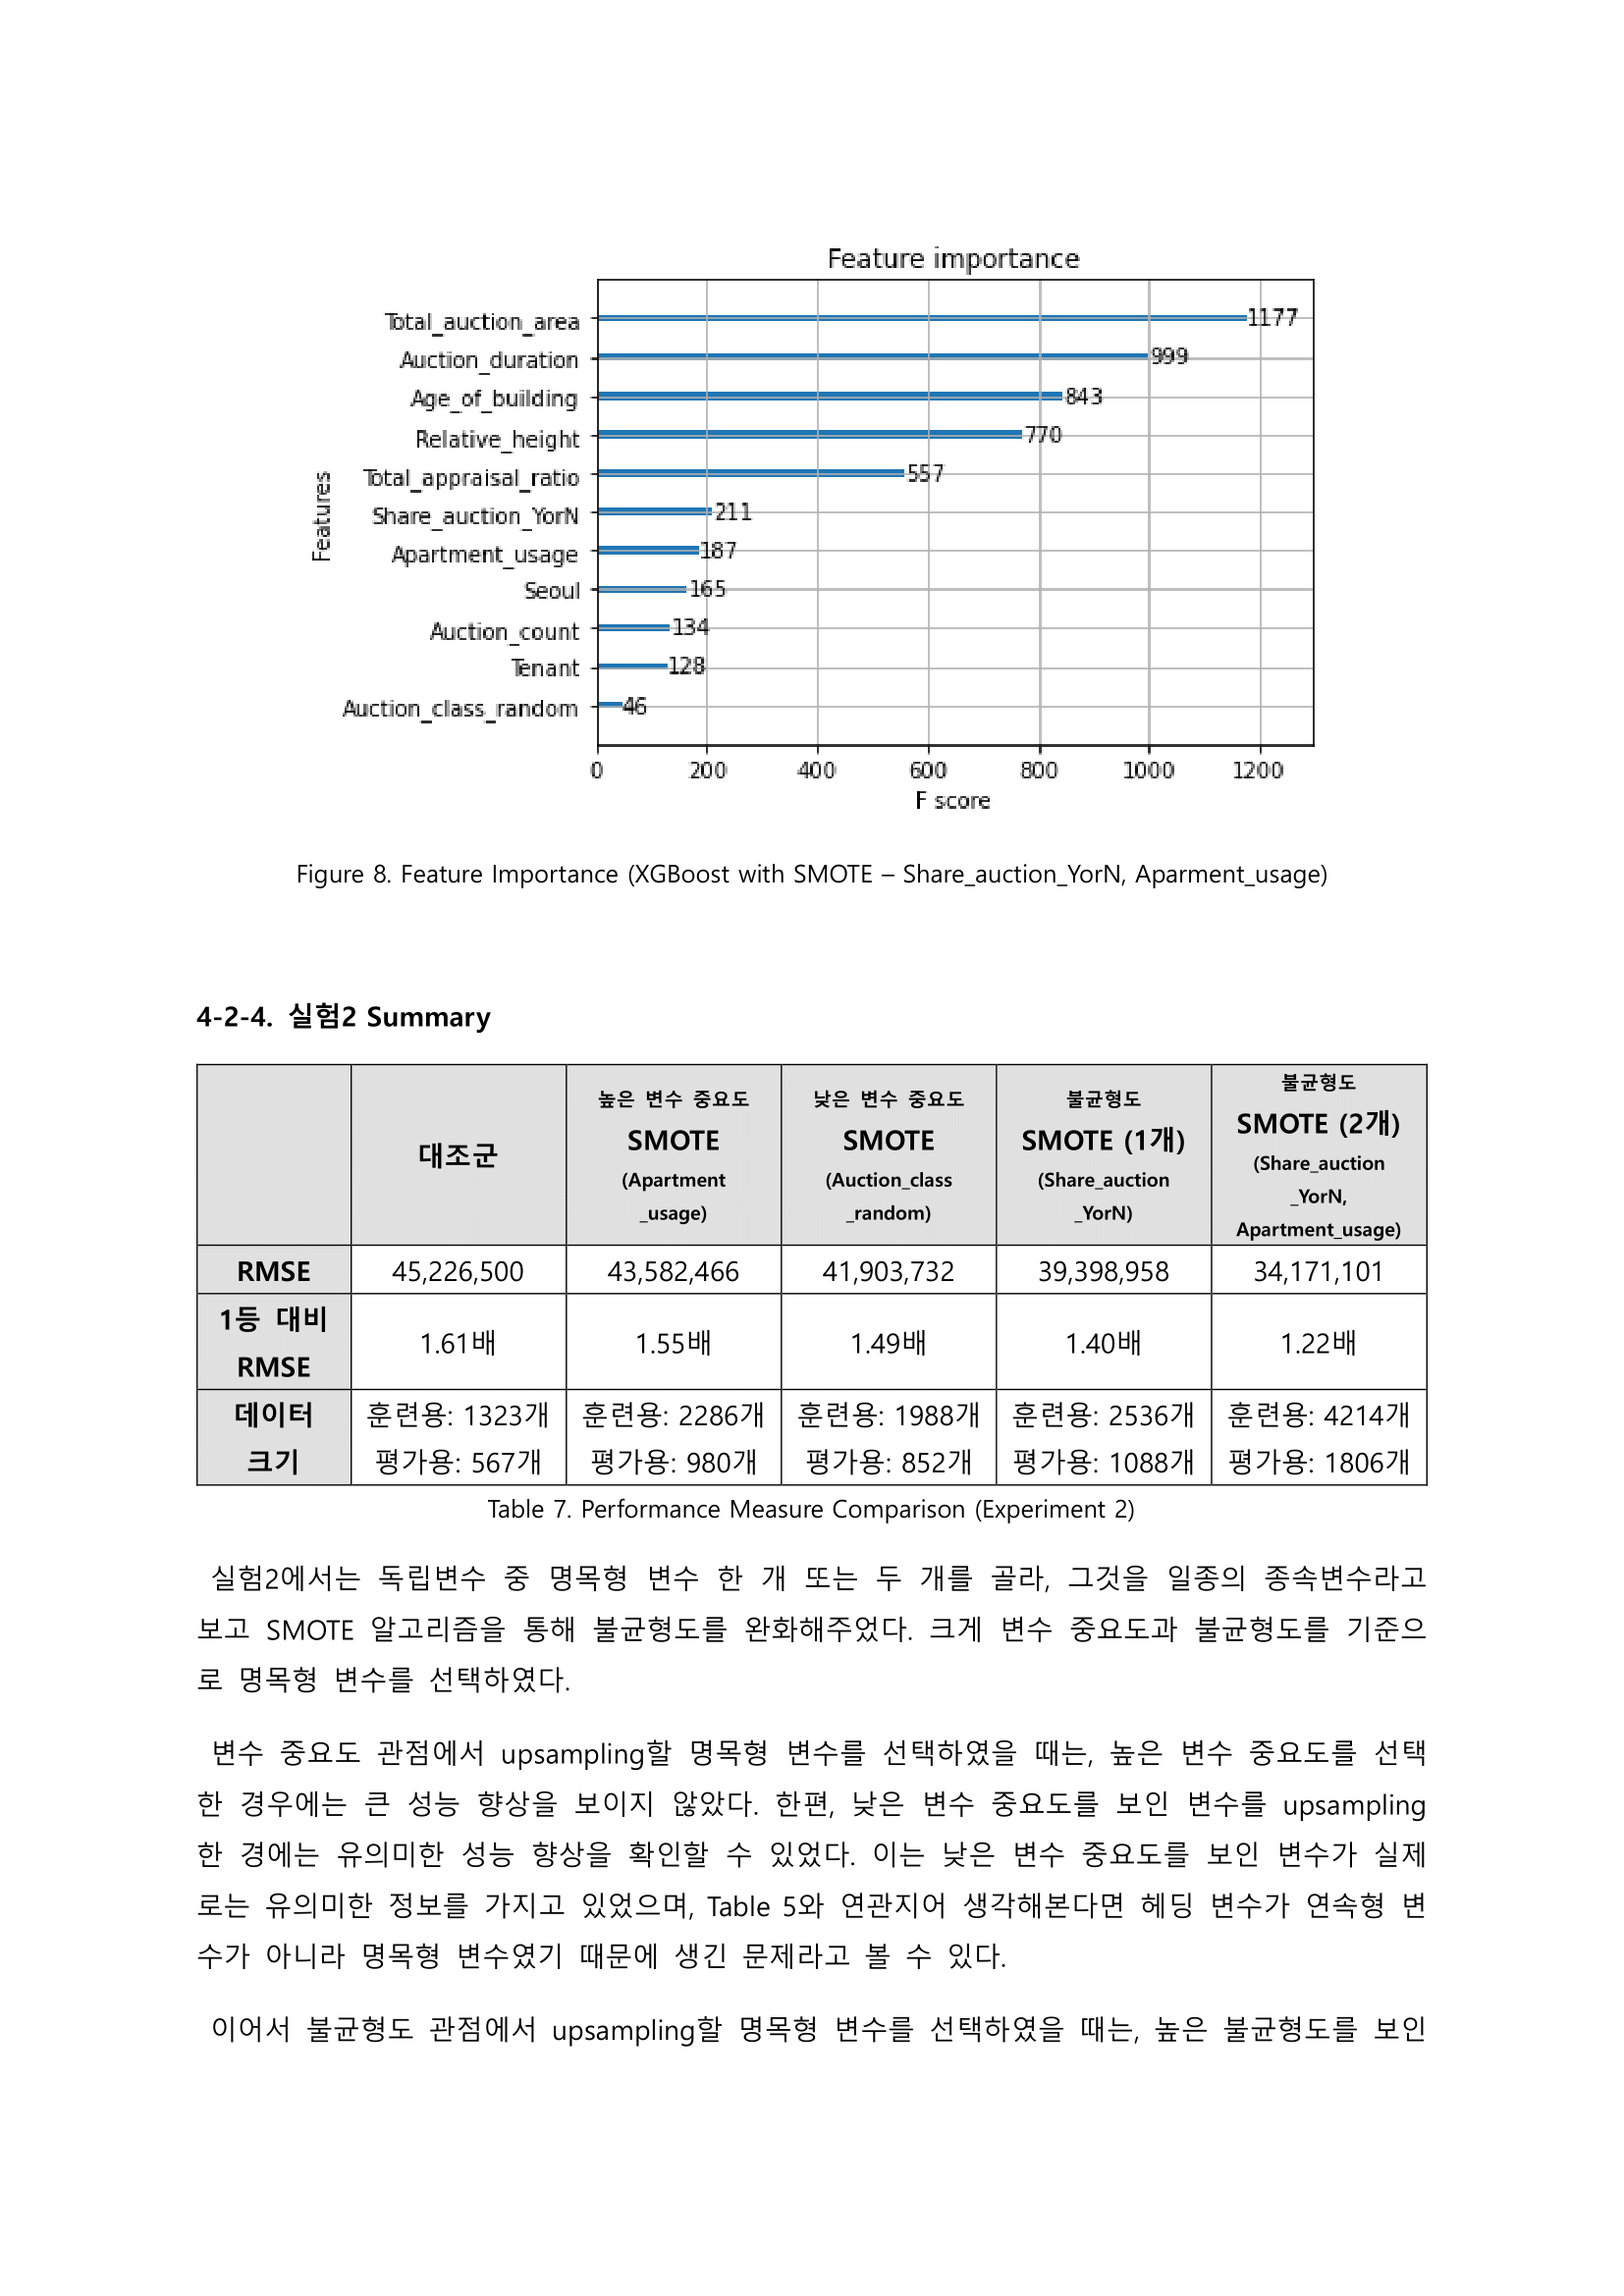 Feature importance
Total_auction_area
1177
Auction_duration
999
Age_of_building
843
Relative_height
770
Total_appraisal_ratio
557
Share_auction_YorN
211
Apartment_usage
187
Seoul
165
Auction_count
134
Tenant
128
Auction_class_random
46
Features
0 200 400 600 800 1000 1200
F score
Figure 8. Feature Importance (XGBoost with SMOTE – Share_auction_YorN, Aparment_usage)
4-2-4. 실험2 Summary
대조군
높은 변수 중요도
SMOTE
(Apartment
_usage)
낮은 변수 중요도
SMOTE
(Auction_class
_random)
불균형도
SMOTE (1개)
(Share_auction
_YorN)
불균형도
SMOTE (2개)
(Share_auction
_YorN,
Apartment_usage)
RMSE 45,226,500 43,582,466 41,903,732 39,398,958 34,171,101
1등 대비
RMSE
1.61배 1.55배 1.49배 1.40배 1.22배
데이터
크기
훈련용: 1323개 훈련용: 2286개 훈련용: 1988개 훈련용: 2536개 훈련용: 4214개
평가용: 567개 평가용: 980개 평가용: 852개 평가용: 1088개 평가용: 1806개
Table 7. Performance Measure Comparison (Experiment 2)
실험2에서는 독립변수 중 명목형 변수 한 개 또는 두 개를 골라, 그것을 일종의 종속변수라고
보고 SMOTE 알고리즘을 통해 불균형도를 완화해주었다. 크게 변수 중요도과 불균형도를 기준으
로 명목형 변수를 선택하였다.
변수 중요도 관점에서 upsampling할 명목형 변수를 선택하였을 때는, 높은 변수 중요도를 선택
한 경우에는 큰 성능 향상을 보이지 않았다. 한편, 낮은 변수 중요도를 보인 변수를 upsampling
한 경에는 유의미한 성능 향상을 확인할 수 있었다. 이는 낮은 변수 중요도를 보인 변수가 실제
로는 유의미한 정보를 가지고 있었으며, Table 5와 연관지어 생각해본다면 헤딩 변수가 연속형 변
수가 아니라 명목형 변수였기 때문에 생긴 문제라고 볼 수 있다.
이어서 불균형도 관점에서 upsampling할 명목형 변수를 선택하였을 때는, 높은 불균형도를 보인